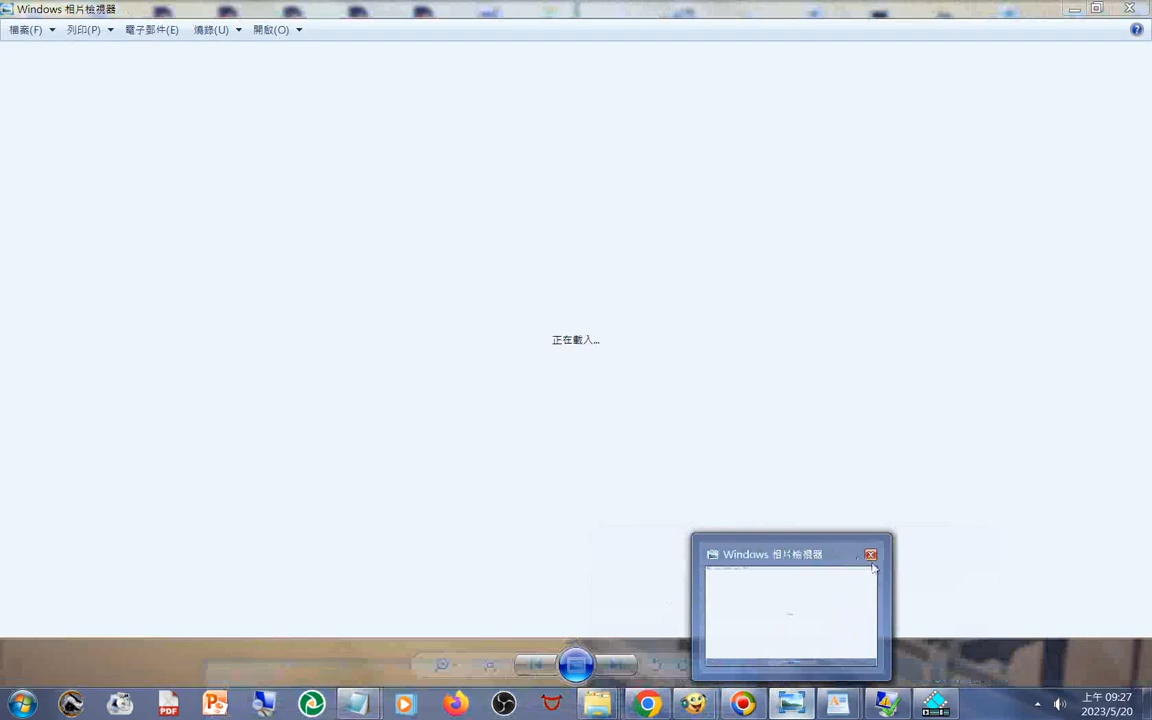 Windows 相片檢視器
檔案(F) 列印(P) 電子郵件(E) 燒錄(U) 開啟(O)
正在載入...
Windows 相片檢視器
PDF
上午 09:27
2023/5/20